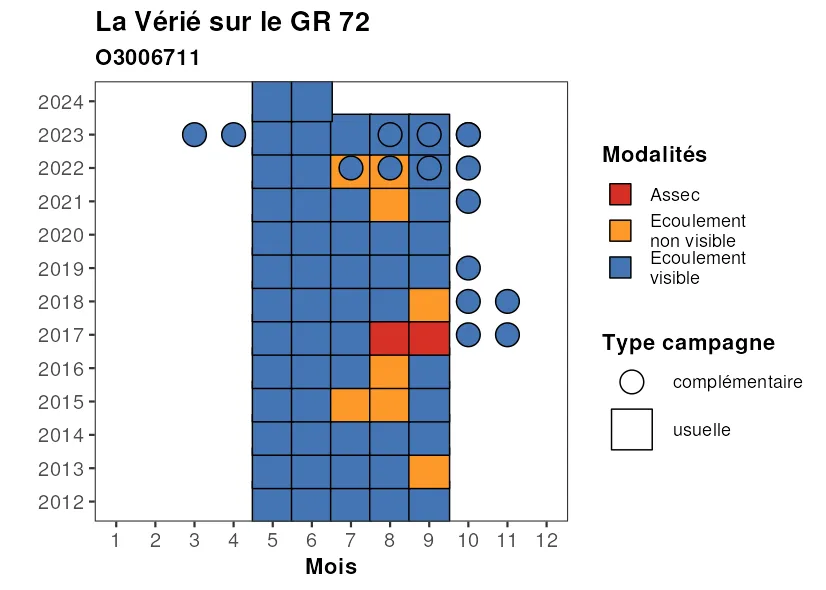 La Vérié sur le GR 72
O3006711
2024
2023
2022
2021
2020
2019
2018
2017
2016
2015
2014
2013
2012
1 2 3 4 5 6 7 8 9 10 11 12
Mois
Modalités
Assec
Ecoulement
non visible
Ecoulement
visible
Type campagne
complémentaire
usuelle